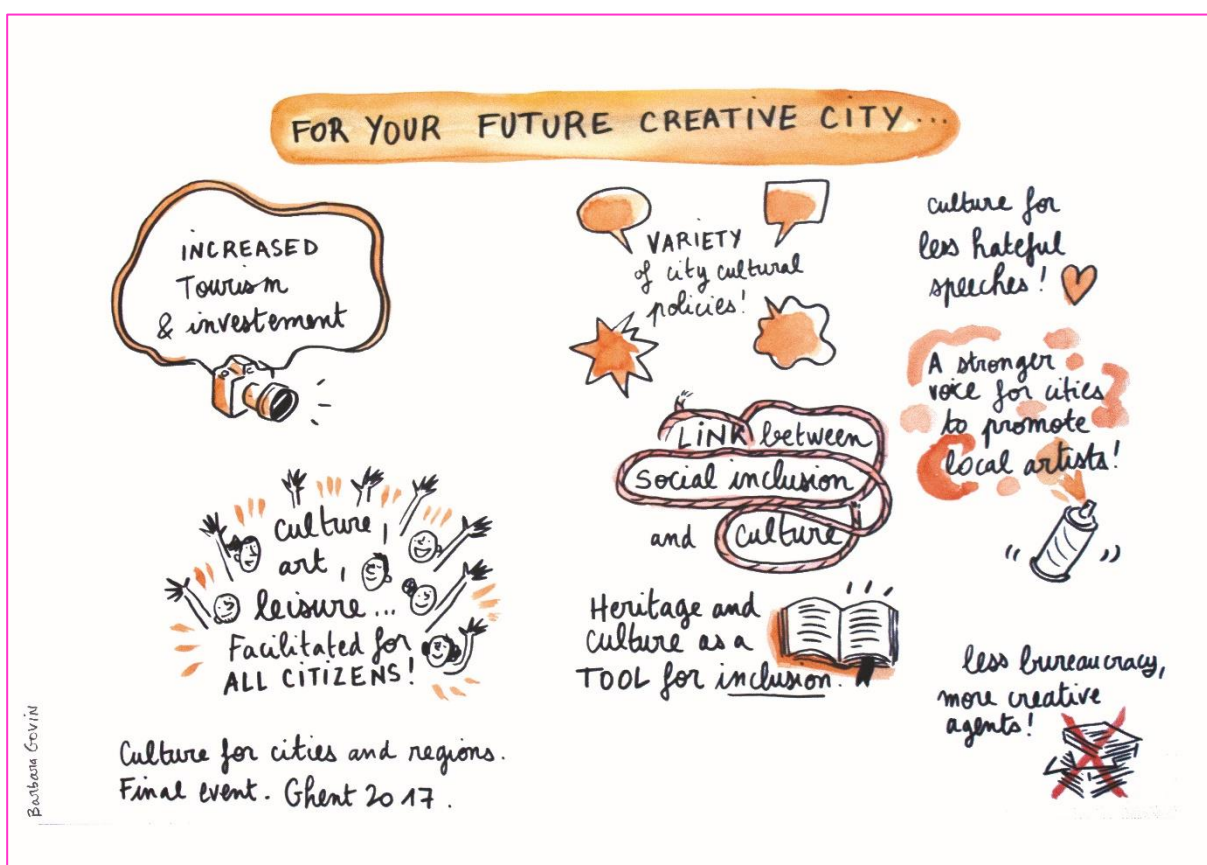 FOR YOUR FUTURE CREATIVE CITY...
INCREASED
Tourism
& investement
VARIETY
of city cultural
policies!
culture for
less hateful
speeches!
A stronger
voice for cities
to promote
local artists!
LINK between
social inclusion
and culture
culture,
art,
leisure...
Facilitated for
ALL CITIZENS!
Heritage and
culture as a
TOOL for inclusion.
less bureaucracy,
more creative
agents!
Culture for cities and regions.
Final event. Ghent 2017.
Barbara Govin